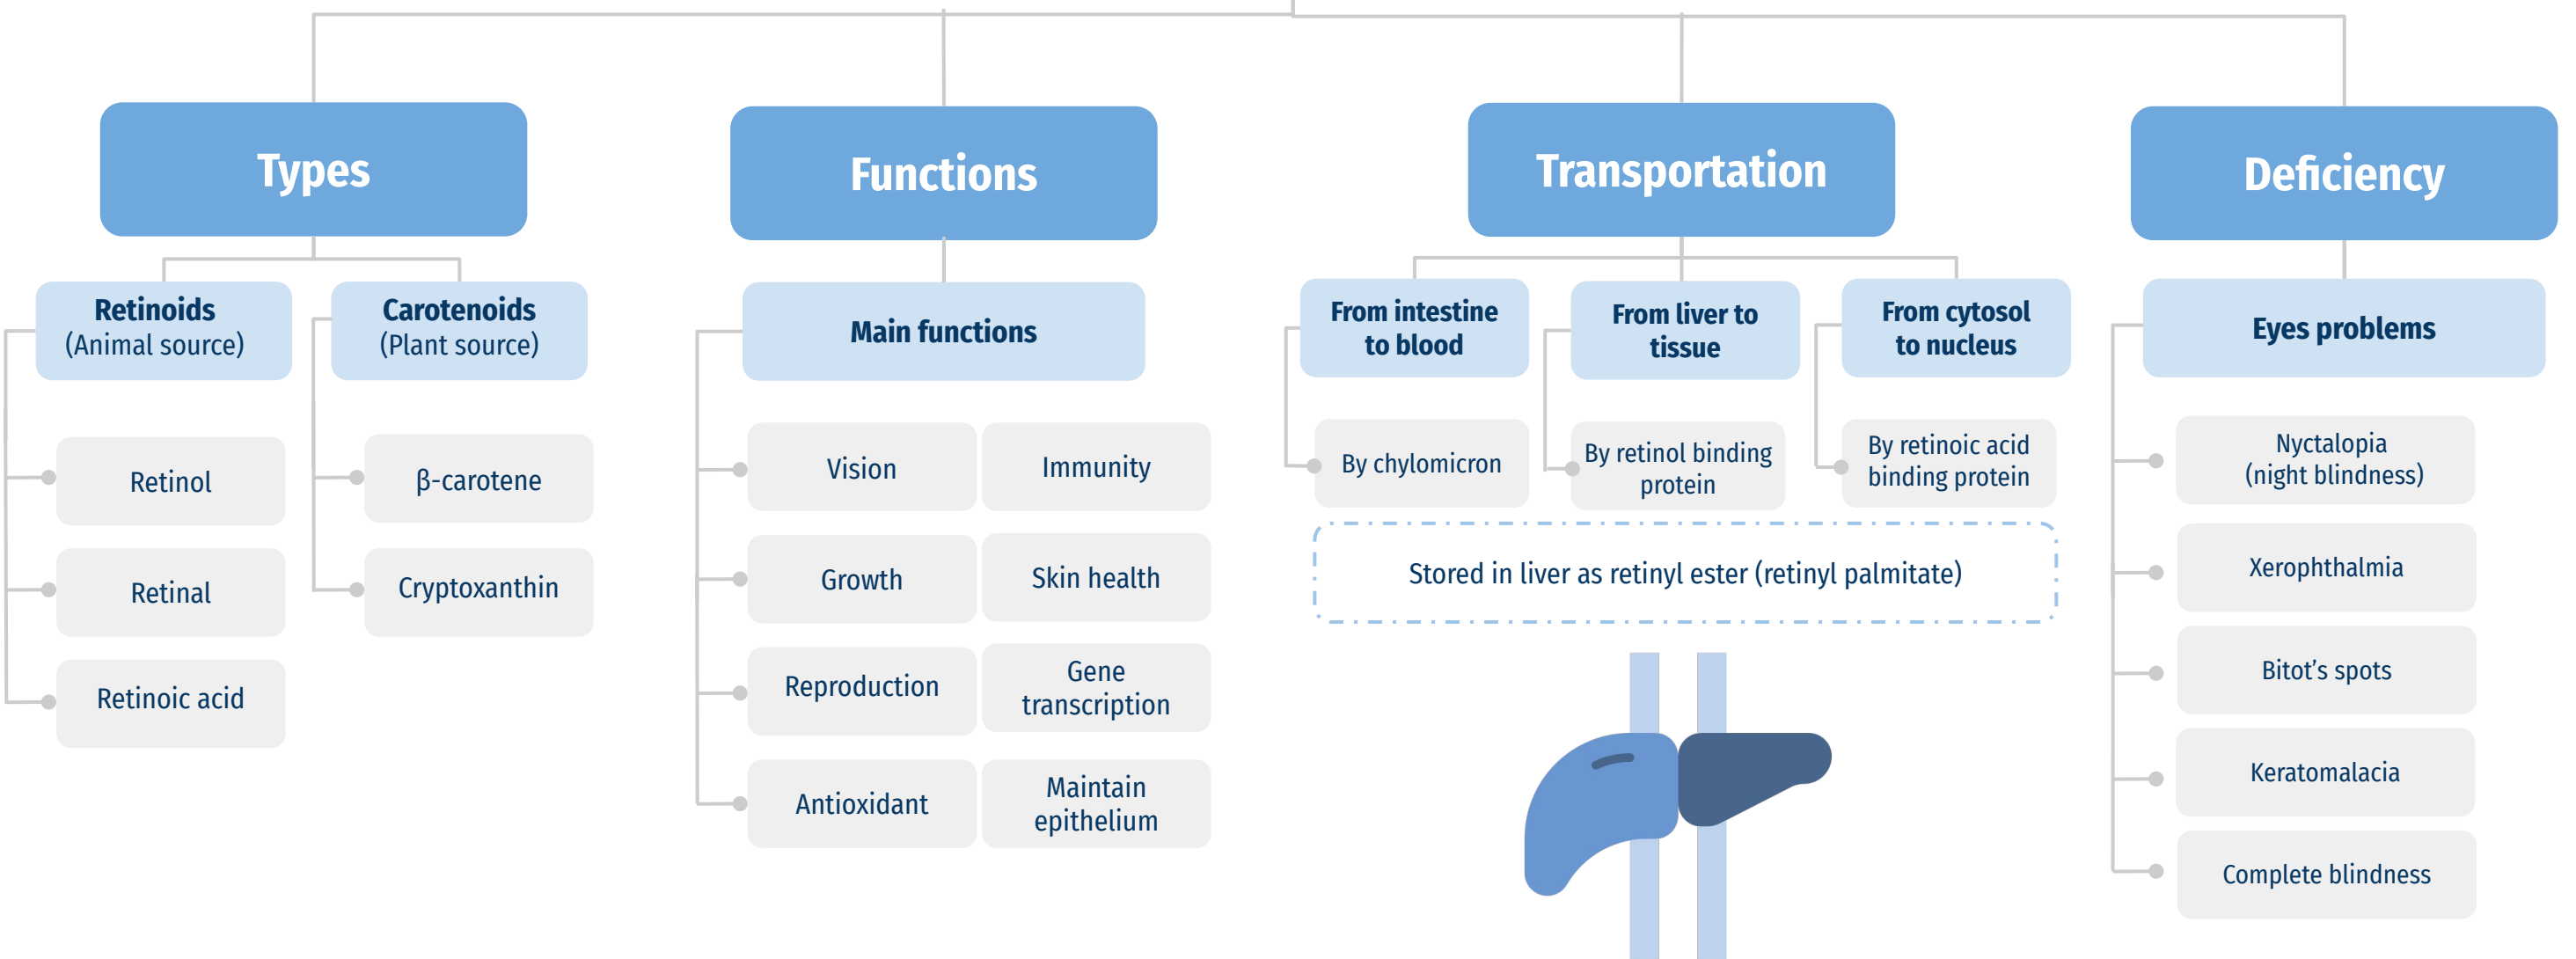 Types
Retinoids
(Animal source)
Retinol
Retinal
Retinoic acid
Carotenoids
(Plant source)
β-carotene
Cryptoxanthin
Functions
Main functions
Vision
Immunity
Growth
Skin health
Reproduction
Gene
transcription
Antioxidant
Maintain
epithelium
Transportation
From intestine
to blood
By chylomicron
From liver to
tissue
By retinol binding
protein
From cytosol
to nucleus
By retinoic acid
binding protein
Stored in liver as retinyl ester (retinyl palmitate)
Deficiency
Eyes problems
Nyctalopia
(night blindness)
Xerophthalmia
Bitot’s spots
Keratomalacia
Complete blindness